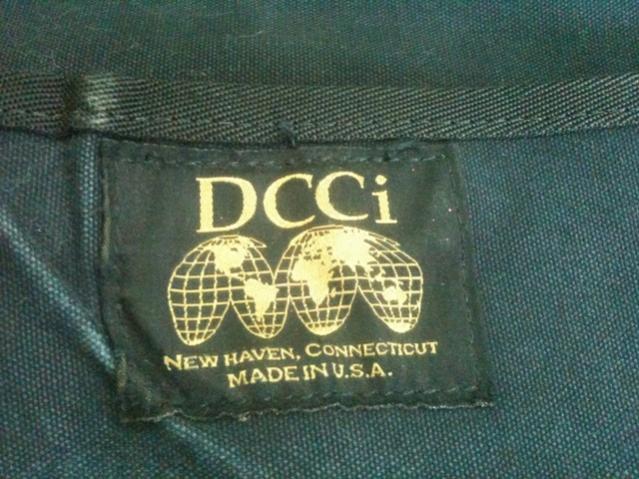 DCCi
NEW HAVEN, CONNECTICUT
MADE IN U.S.A.